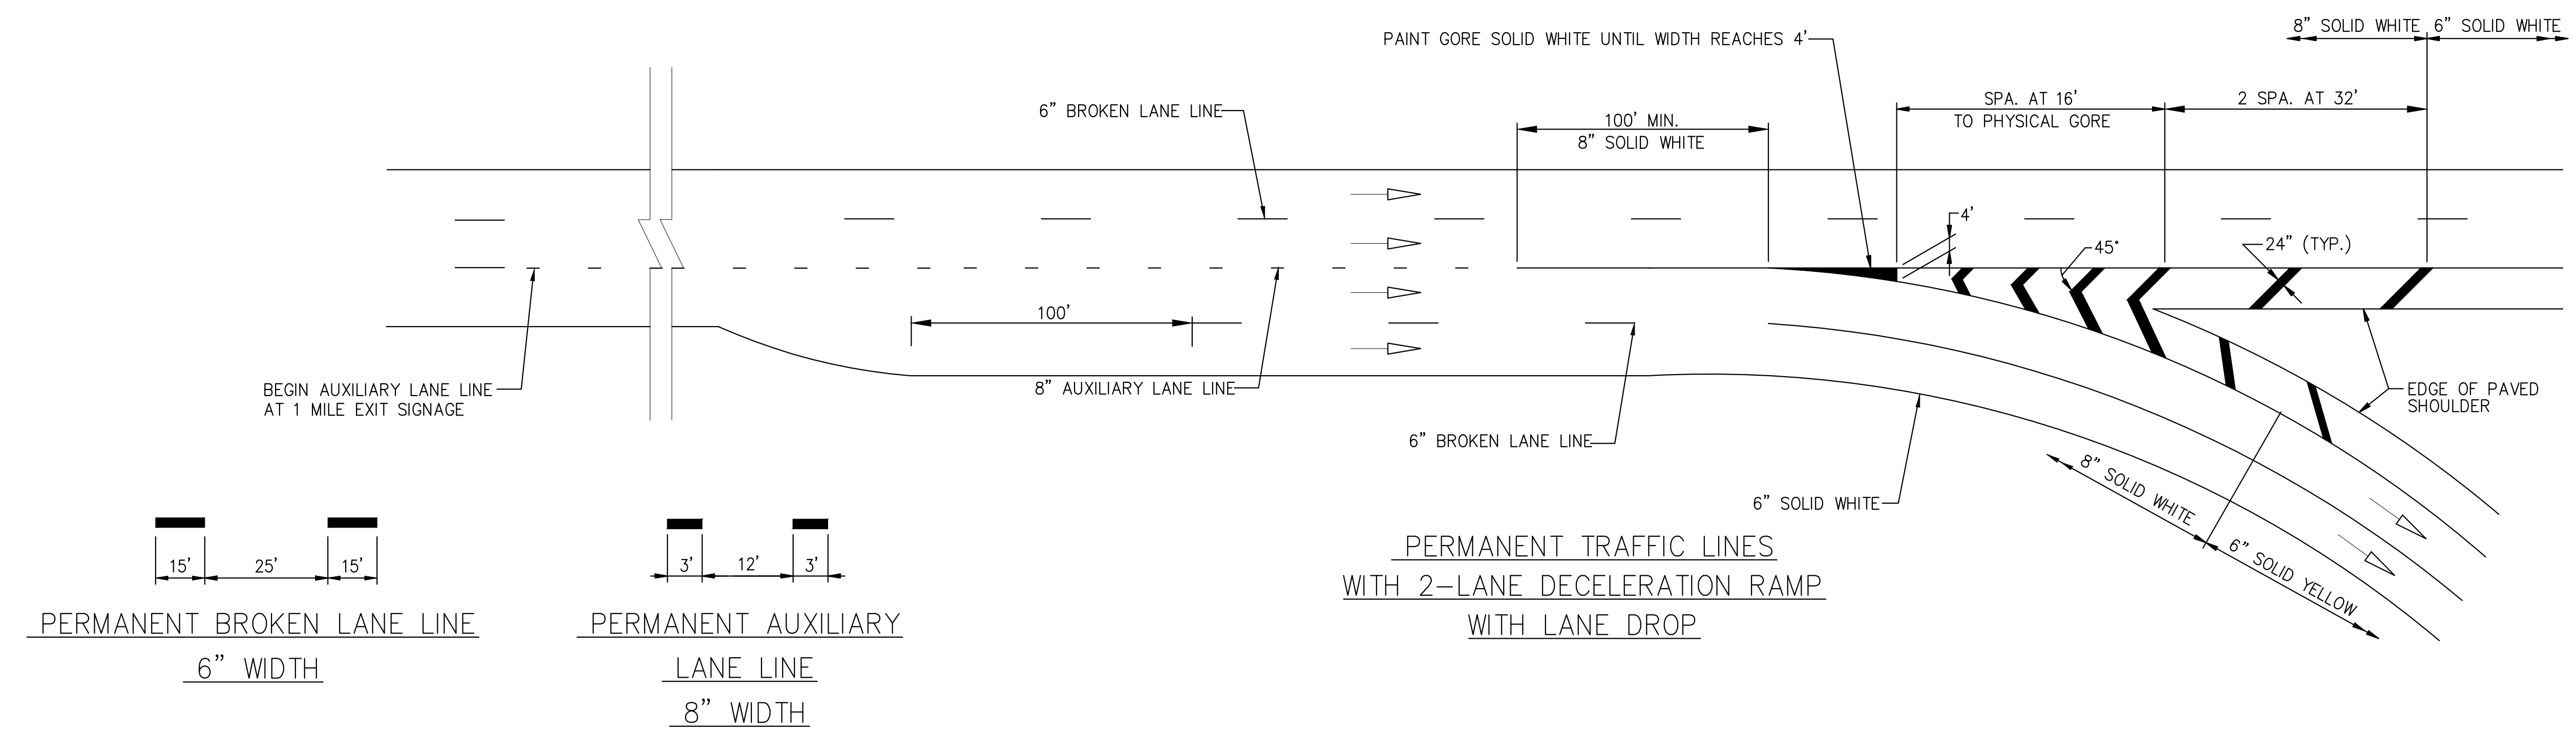 8" SOLID WHITE
6" SOLID WHITE
PAINT GORE SOLID WHITE UNTIL WIDTH REACHES 4'
6" BROKEN LANE LINE
100' MIN.
8" SOLID WHITE
SPA. AT 16'
TO PHYSICAL GORE
2 SPA. AT 32'
4'
45°
24" (TYP.)
100'
BEGIN AUXILIARY LANE LINE
AT 1 MILE EXIT SIGNAGE
8" AUXILIARY LANE LINE
6" BROKEN LANE LINE
EDGE OF PAVED
SHOULDER
6" SOLID WHITE
8" SOLID WHITE
6" SOLID YELLOW
15'
25'
15'
PERMANENT BROKEN LANE LINE
6" WIDTH
3'
12'
3'
PERMANENT AUXILIARY
LANE LINE
8" WIDTH
PERMANENT TRAFFIC LINES
WITH 2-LANE DECELERATION RAMP
WITH LANE DROP